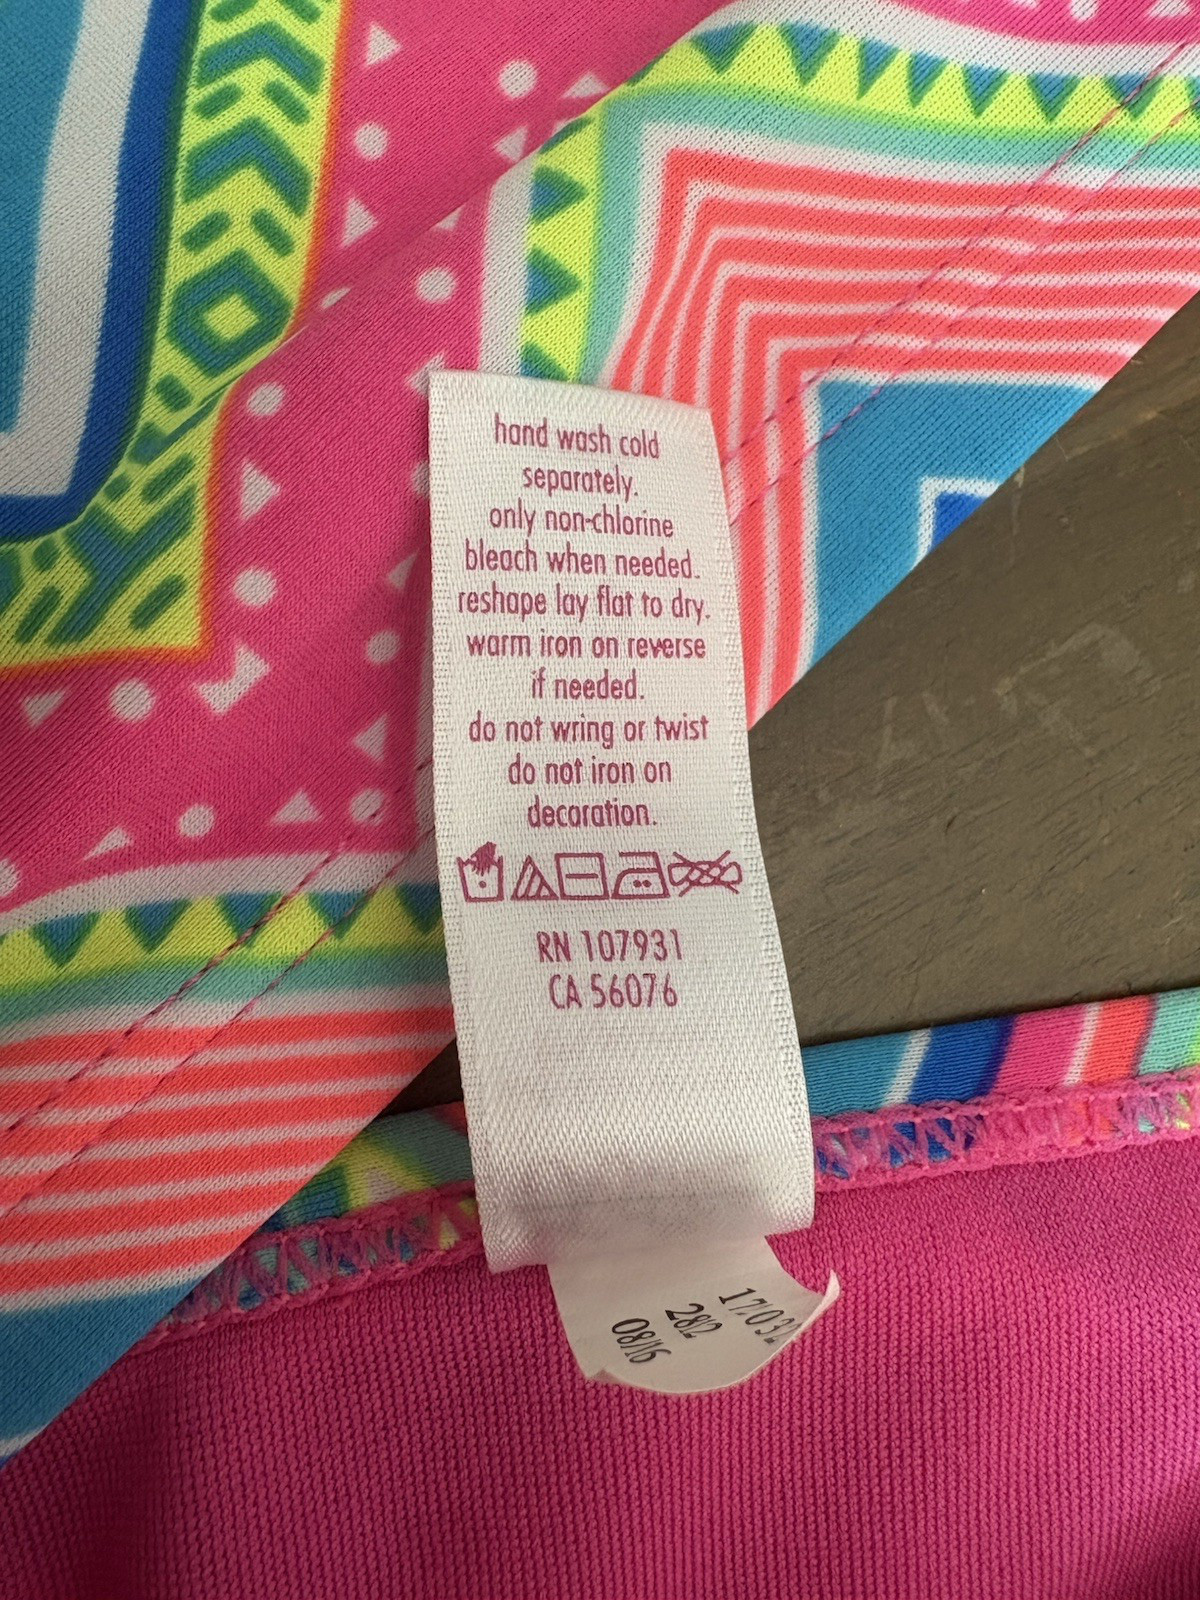 hand wash cold
separately.
only non-chlorine
bleach when needed.
reshape lay flat to dry.
warm iron on reverse
if needed.
do not wring or twist
do not iron on
decoration.
RN 107931
CA 56076
282
08/16